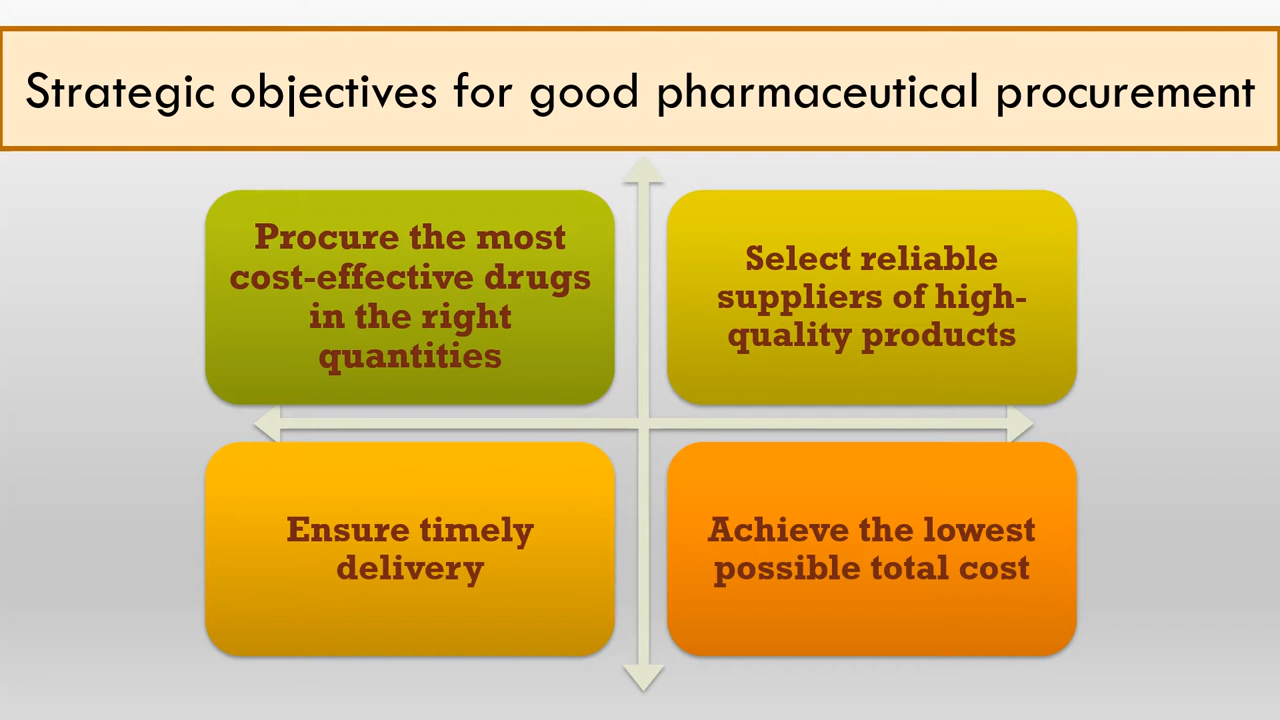 Strategic objectives for good pharmaceutical procurement
Procure the most
cost-effective drugs
in the right
quantities
Select reliable
suppliers of high-
quality products
Ensure timely
delivery
Achieve the lowest
possible total cost